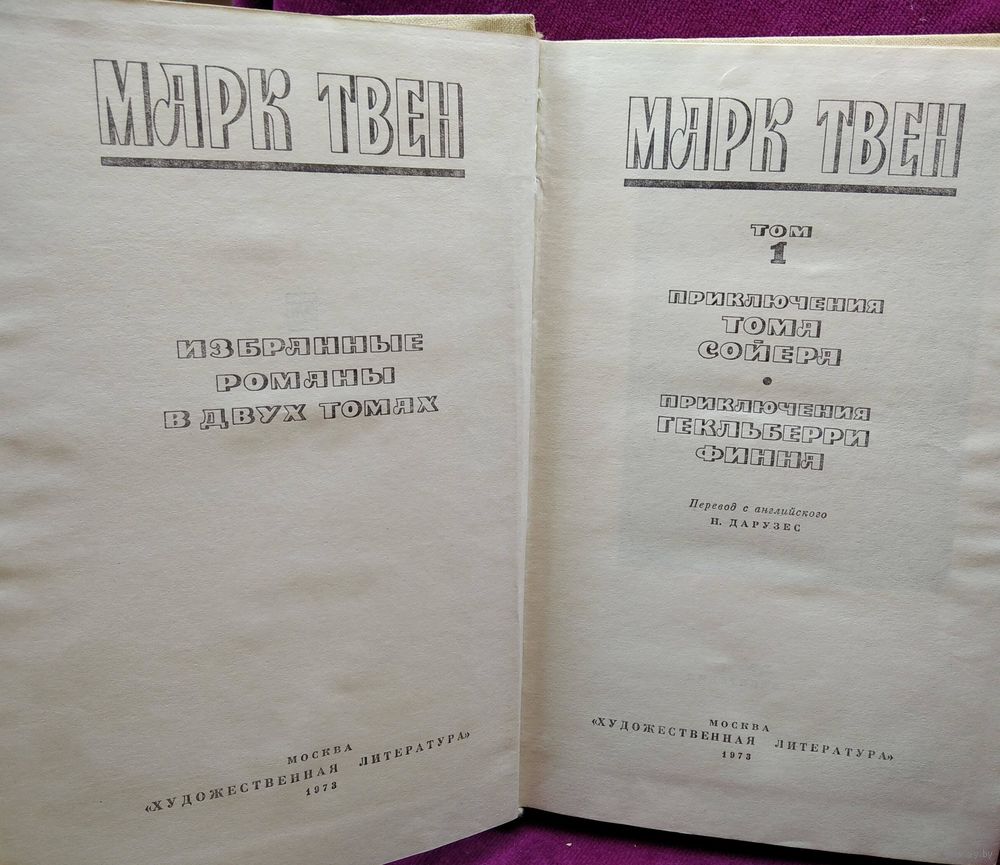 МАРК ТВЕН
ИЗБРАННЫЕ
РОМАНЫ
В ДВУХ ТОМАХ
МОСКВА
«ХУДОЖЕСТВЕННАЯ ЛИТЕРАТУРА»
1973
МАРК ТВЕН
ТОМ
1
ПРИКЛЮЧЕНИЯ
ТОМА
СОЙЕРА
•
ПРИКЛЮЧЕНИЯ
ГЕКЛЬБЕРРИ
ФИННА
Перевод с английского
Н. ДАРУЗЕС
МОСКВА
«ХУДОЖЕСТВЕННАЯ ЛИТЕРАТУРА»
1973